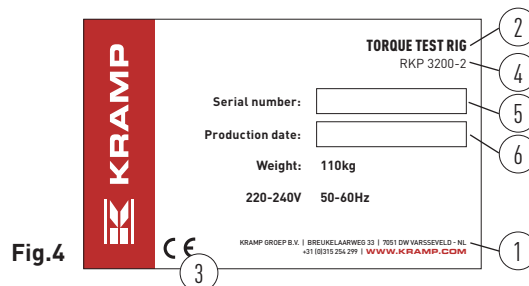 KRAMP
TORQUE TEST RIG
RKP 3200-2
Serial number:
Production date:
Weight: 110kg
220-240V 50-60Hz
CE
KRAMP GROEP B.V. | BREUKELAARWEG 33 | 7051 DW VARSSEVELD - NL
+31 (0)315 254 299 | WWW.KRAMP.COM
2
4
5
6
1
3
Fig.4